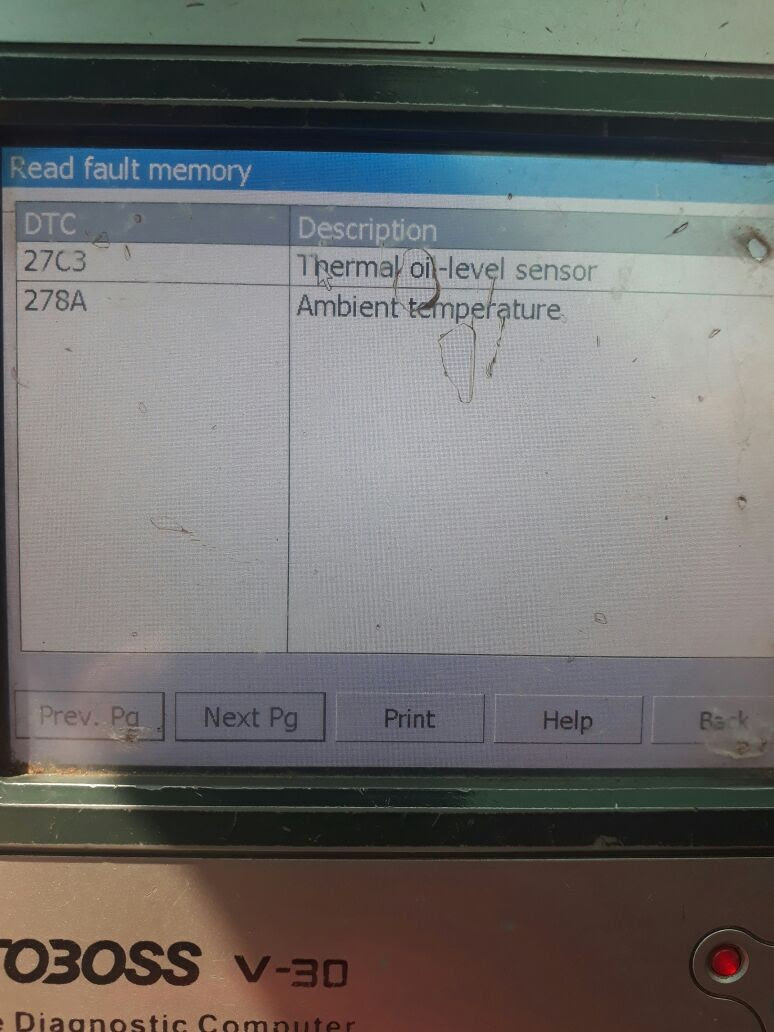 Read fault memory
DTC Description
27C3 Thermal oil-level sensor
278A Ambient temperature
Prev. Pg Next Pg Print Help Back
TOBOSS V-30
e Diagnostic Computer